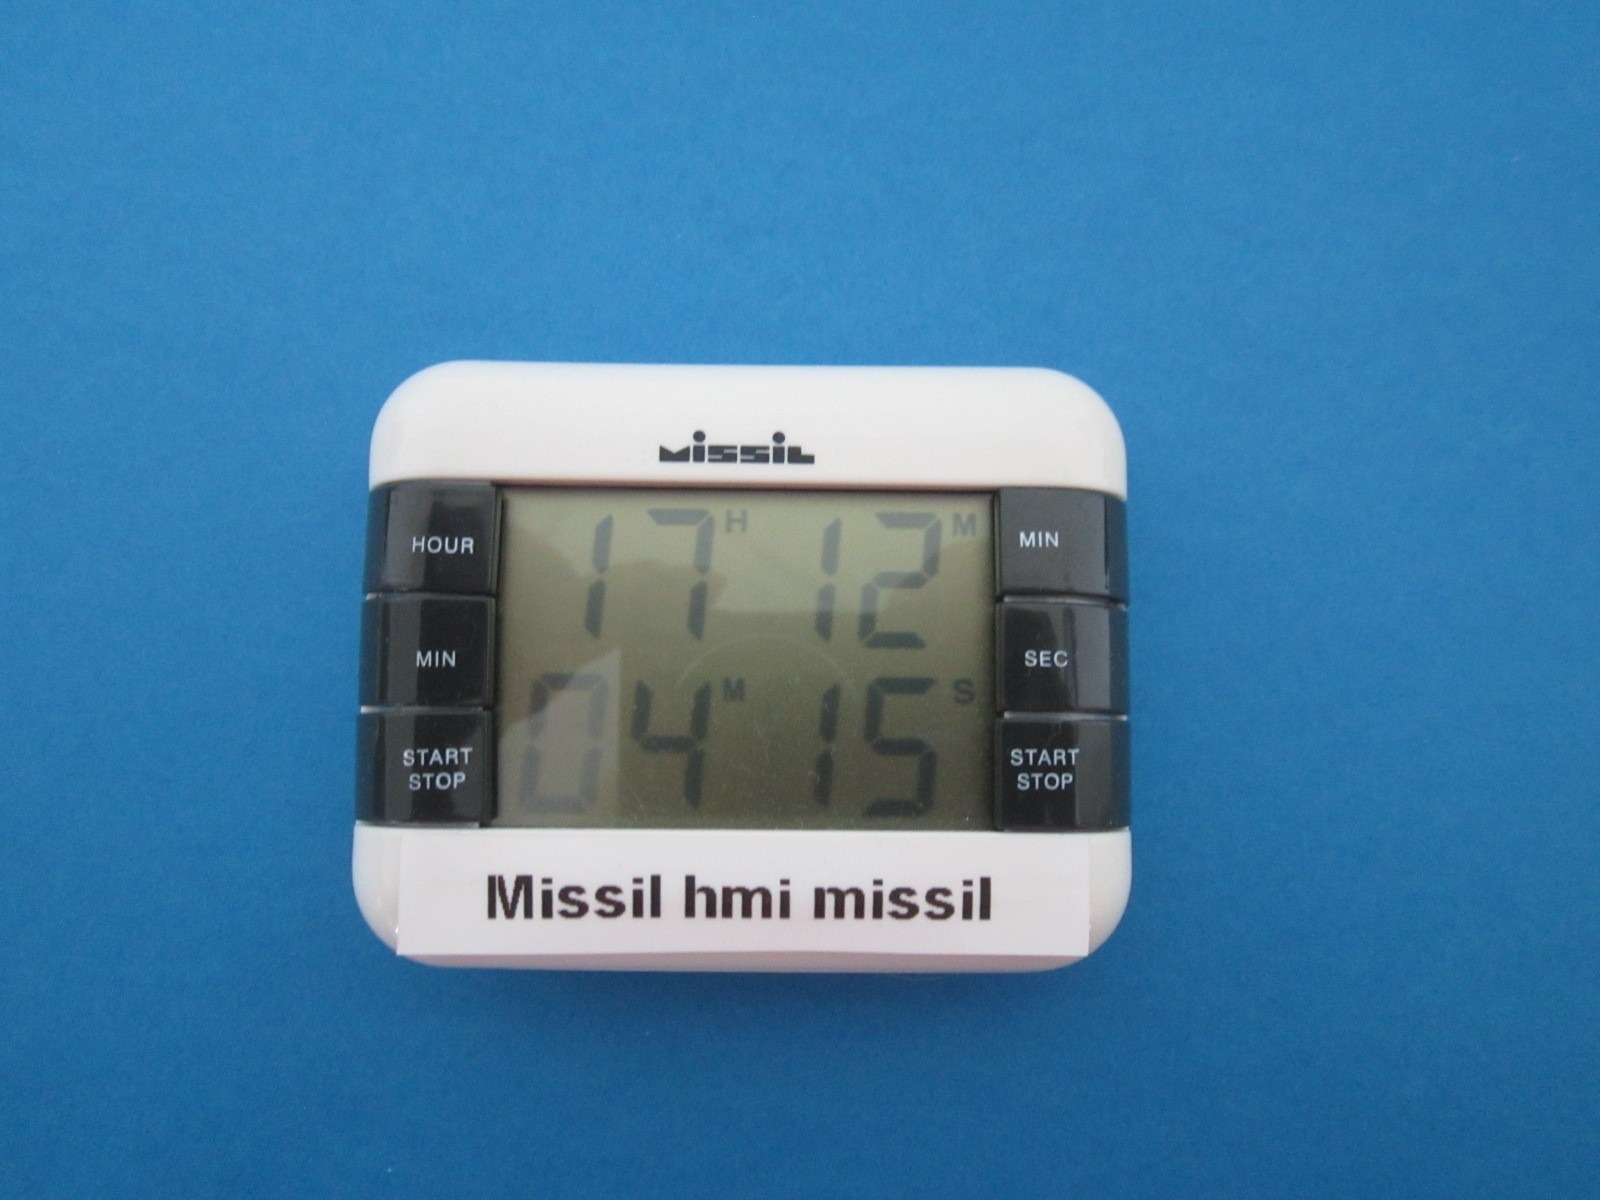 missil
HOUR
MIN
START
STOP
17 H 12 M
04 M 15 S
MIN
SEC
START
STOP
Missil hmi missil